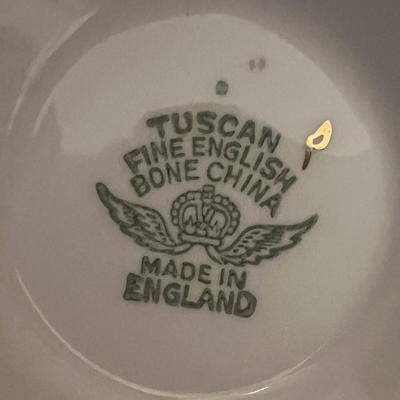 TUSCAN
FINE ENGLISH
BONE CHINA
MADE IN
ENGLAND